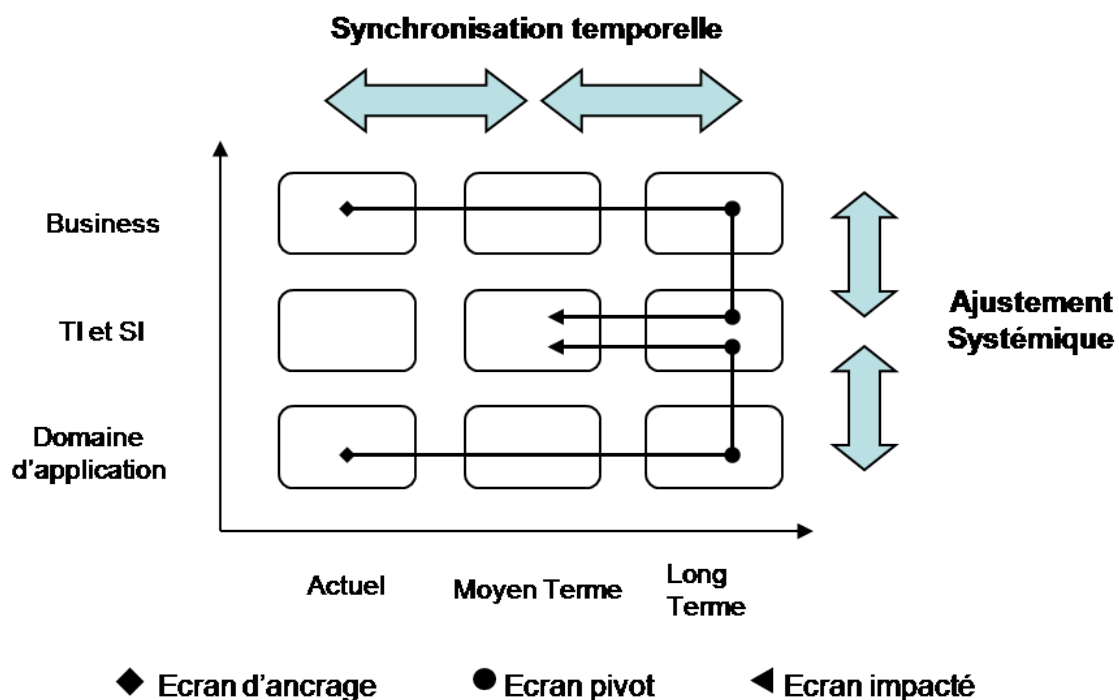 Synchronisation temporelle
Business
TI et SI
Ajustement
Systémique
Domaine
d'application
Actuel
Moyen Terme
Long
Terme
Ecran d'ancrage
Ecran pivot
Ecran impacté